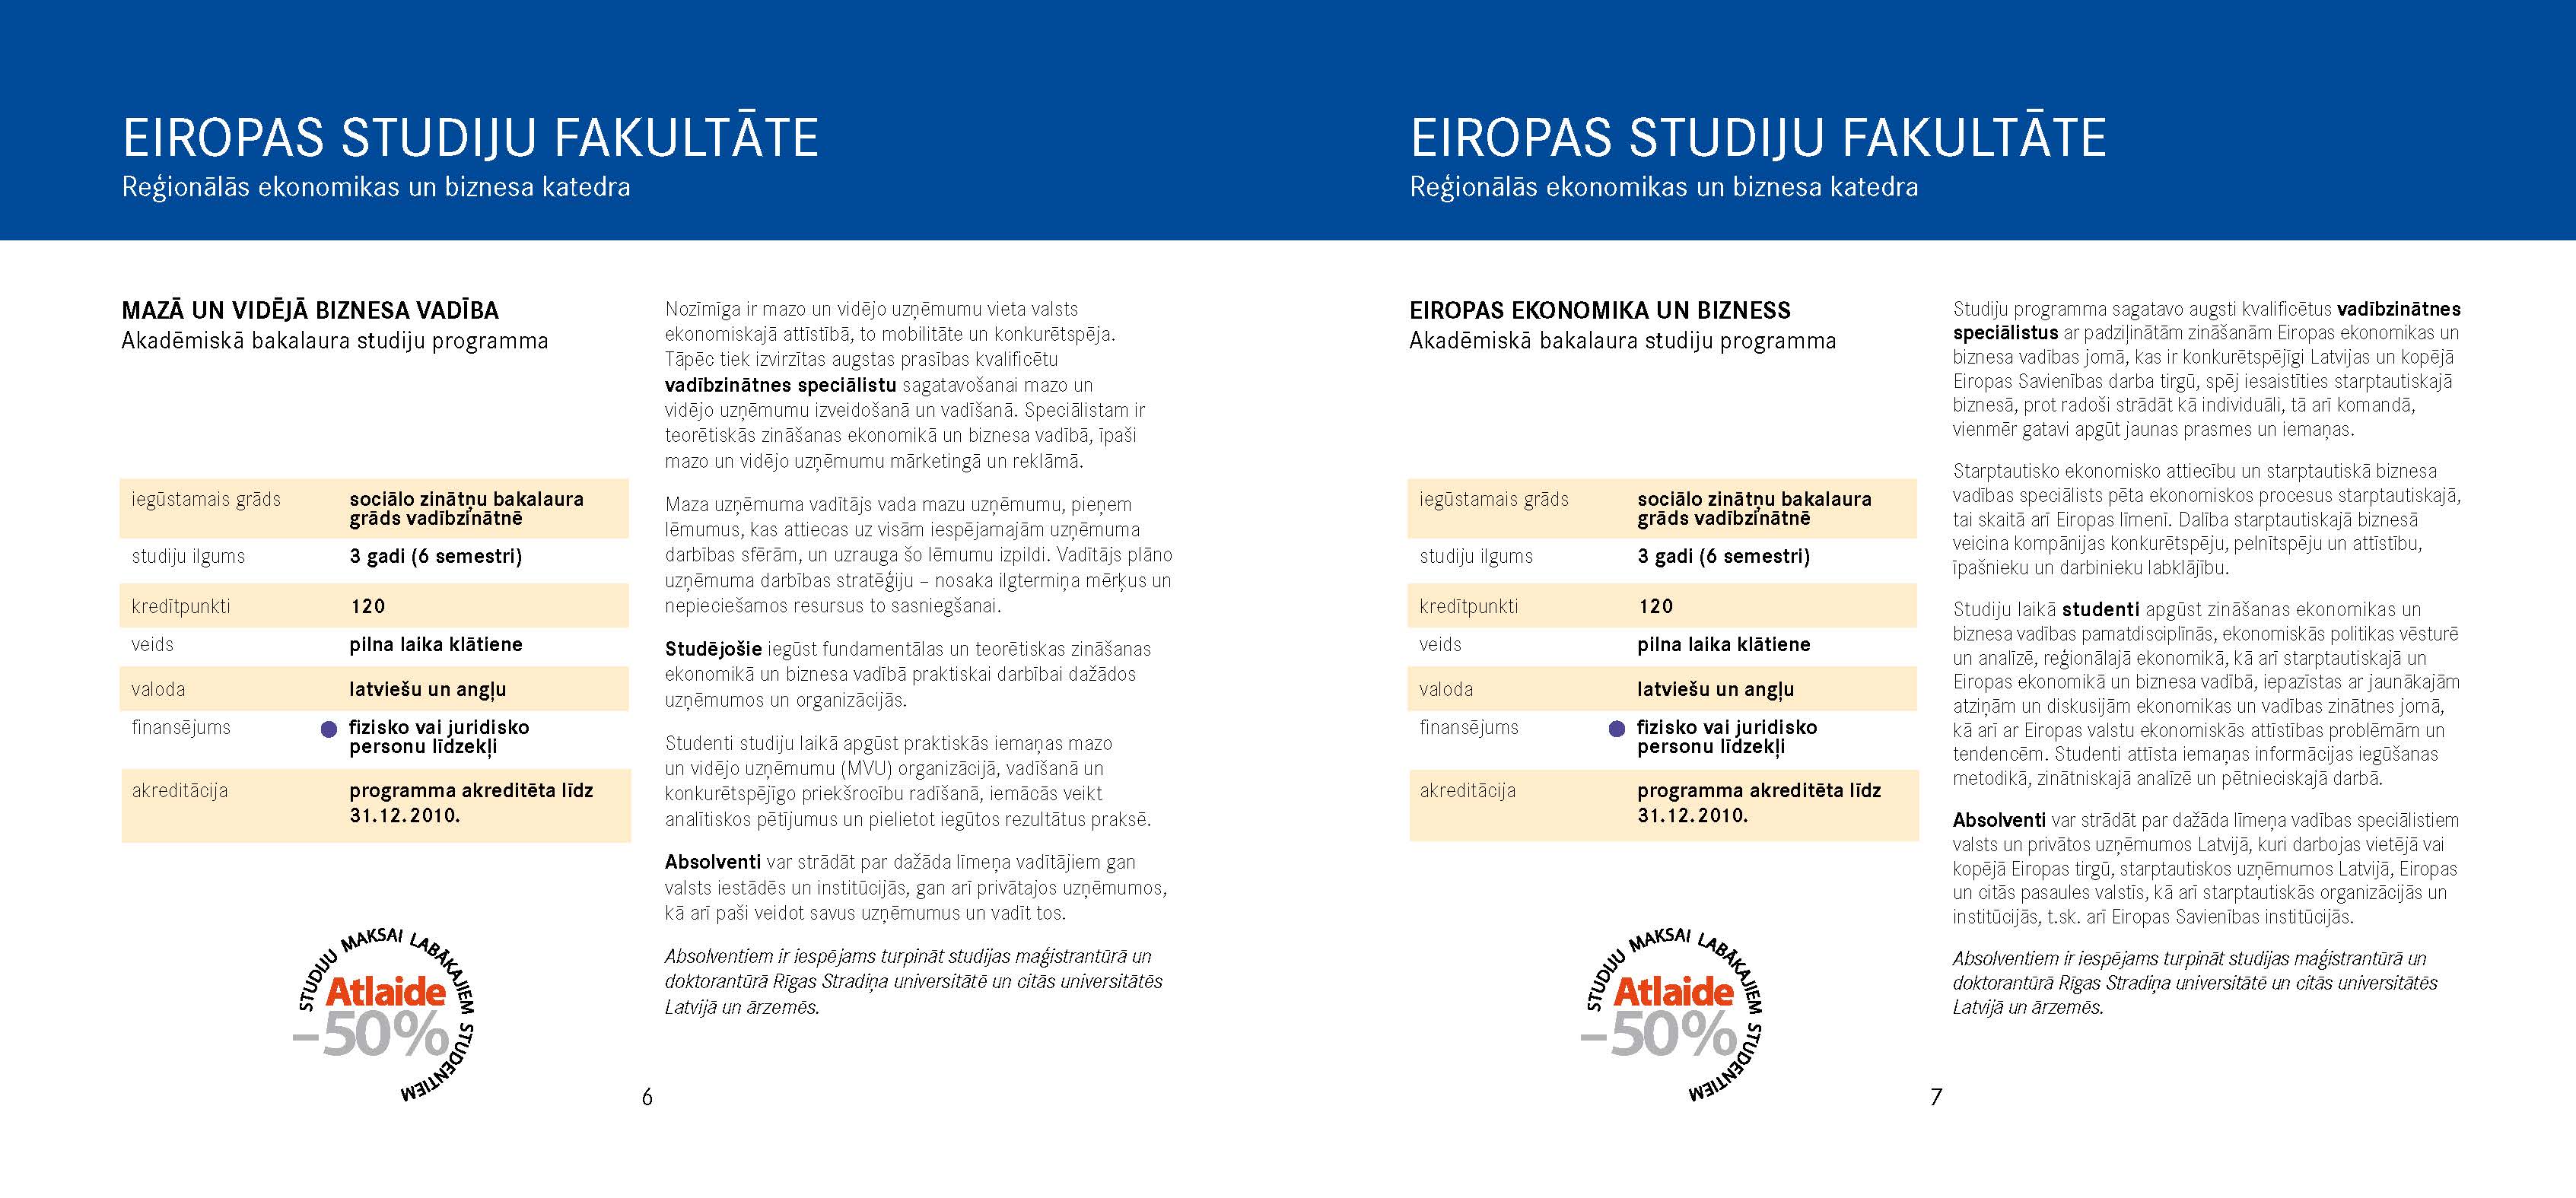 EIROPAS STUDIJU FAKULTĀTE
Reģionālās ekonomikas un biznesa katedra
MAZĀ UN VIDĒJĀ BIZNESA VADĪBA
Akadēmiskā bakalaura studiju programma
iegūstamais grāds sociālo zinātņu bakalaura
grāds vadībzinātnē
studiju ilgums 3 gadi (6 semestri)
kredītpunkti 120
veids pilna laika klātiene
valoda latviešu un angļu
finansējums fizisko vai juridisko
personu līdzekļi
akreditācija programma akreditēta līdz
31.12.2010.
STUDIJU MAKSAI LABĀKAJIEM STUDENTIEM
Atlaide
–50%
Nozīmīga ir mazo un vidējo uzņēmumu vieta valsts
ekonomiskajā attīstībā, to mobilitāte un konkurētspēja.
Tāpēc tiek izvirzītas augstas prasības kvalificētu
vadībzinātnes speciālistu sagatavošanai mazo un
vidējo uzņēmumu izveidošanā un vadīšanā. Speciālistam ir
teorētiskās zināšanas ekonomikā un biznesa vadībā, īpaši
mazo un vidējo uzņēmumu mārketingā un reklāmā.
Maza uzņēmuma vadītājs vada mazu uzņēmumu, pieņem
lēmumus, kas attiecas uz visām iespējamajām uzņēmuma
darbības sfērām, un uzrauga šo lēmumu izpildi. Vadītājs plāno
uzņēmuma darbības stratēģiju – nosaka ilgtermiņa mērķus un
nepieciešamos resursus to sasniegšanai.
Studējošie iegūst fundamentālas un teorētiskas zināšanas
ekonomikā un biznesa vadībā praktiskai darbībai dažādos
uzņēmumos un organizācijās.
Studenti studiju laikā apgūst praktiskās iemaņas mazo
un vidējo uzņēmumu (MVU) organizācijā, vadīšanā un
konkurētspējīgo priekšrocību radīšanā, iemācās veikt
analītiskos pētījumus un pielietot iegūtos rezultātus praksē.
Absolventi var strādāt par dažāda līmeņa vadītājiem gan
valsts iestādēs un institūcijās, gan arī privātajos uzņēmumos,
kā arī paši veidot savus uzņēmumus un vadīt tos.
Absolventiem ir iespējams turpināt studijas maģistrantūrā un
doktorantūrā Rīgas Stradiņa universitātē un citās universitātēs
Latvijā un ārzemēs.
6
EIROPAS STUDIJU FAKULTĀTE
Reģionālās ekonomikas un biznesa katedra
EIROPAS EKONOMIKA UN BIZNESS
Akadēmiskā bakalaura studiju programma
iegūstamais grāds sociālo zinātņu bakalaura
grāds vadībzinātnē
studiju ilgums 3 gadi (6 semestri)
kredītpunkti 120
veids pilna laika klātiene
valoda latviešu un angļu
finansējums fizisko vai juridisko
personu līdzekļi
akreditācija programma akreditēta līdz
31.12.2010.
STUDIJU MAKSAI LABĀKAJIEM STUDENTIEM
Atlaide
–50%
Studiju programma sagatavo augsti kvalificētus vadībzinātnes
speciālistus ar padziļinātām zināšanām Eiropas ekonomikas un
biznesa vadības jomā, kas ir konkurētspējīgi Latvijas un kopējā
Eiropas Savienības darba tirgū, spēj iesaistīties starptautiskajā
biznesā, prot radoši strādāt kā individuāli, tā arī komandā,
vienmēr gatavi apgūt jaunas prasmes un iemaņas.
Starptautisko ekonomisko attiecību un starptautiskā biznesa
vadības speciālists pēta ekonomiskos procesus starptautiskajā,
tai skaitā arī Eiropas līmenī. Dalība starptautiskajā biznesā
veicina kompānijas konkurētspēju, pelnītspēju un attīstību,
īpašnieku un darbinieku labklājību.
Studiju laikā studenti apgūst zināšanas ekonomikas un
biznesa vadības pamatdisciplīnās, ekonomiskās politikas vēsturē
un analīzē, reģionālajā ekonomikā, kā arī starptautiskajā un
Eiropas ekonomikā un biznesa vadībā, iepazīstas ar jaunākajām
atziņām un diskusijām ekonomikas un vadības zinātnes jomā,
kā arī ar Eiropas valstu ekonomiskās attīstības problēmām un
tendencēm. Studenti attīsta iemaņas informācijas iegūšanas
metodikā, zinātniskajā analīzē un pētnieciskajā darbā.
Absolventi var strādāt par dažāda līmeņa vadības speciālistiem
valsts un privātos uzņēmumos Latvijā, kuri darbojas vietējā vai
kopējā Eiropas tirgū, starptautiskos uzņēmumos Latvijā, Eiropas
un citās pasaules valstīs, kā arī starptautiskās organizācijās un
institūcijās, t.sk. arī Eiropas Savienības institūcijās.
Absolventiem ir iespējams turpināt studijas maģistrantūrā un
doktorantūrā Rīgas Stradiņa universitātē un citās universitātēs
Latvijā un ārzemēs.
7